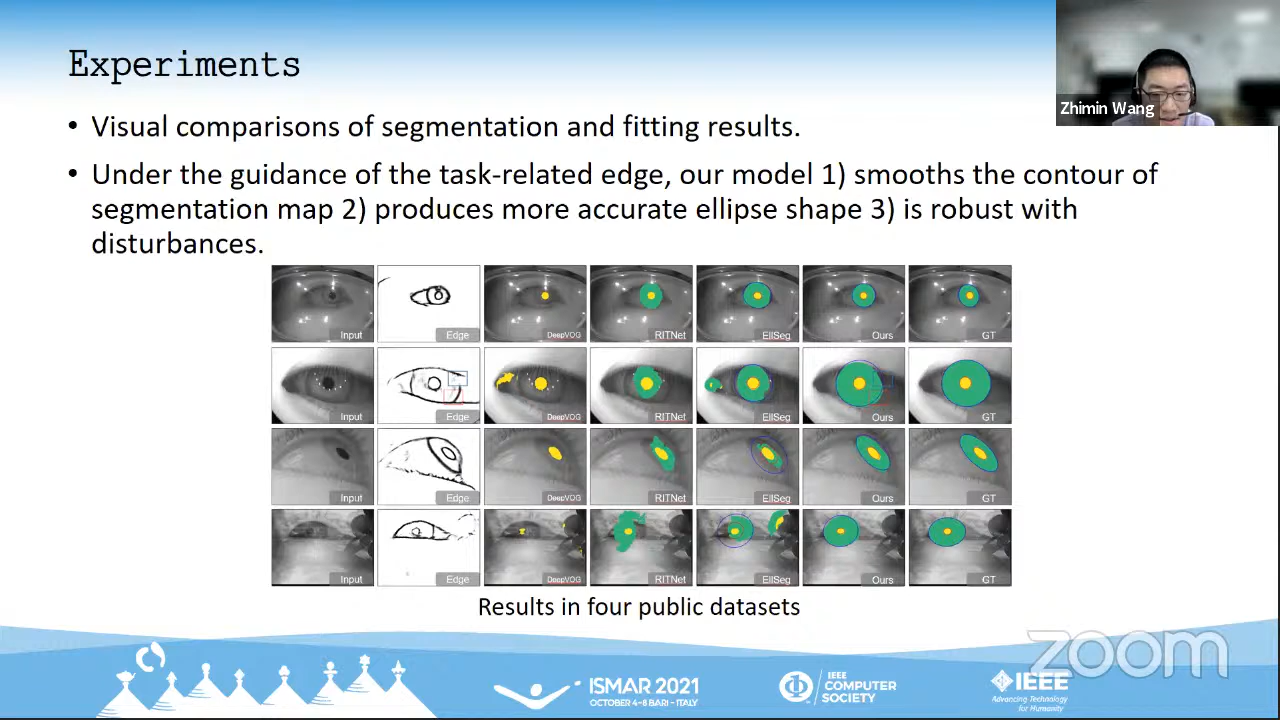 Experiments
Zhimin Wang
• Visual comparisons of segmentation and fitting results.
• Under the guidance of the task-related edge, our model 1) smooths the contour of
segmentation map 2) produces more accurate ellipse shape 3) is robust with
disturbances.
Input Edge DeepVOG RITNet EllSeg Ours GT
Input Edge DeepVOG RITNet EllSeg Ours GT
Input Edge DeepVOG RITNet EllSeg Ours GT
Input Edge DeepVOG RITNet EllSeg Ours GT
Results in four public datasets
zoom
ISMAR 2021
OCTOBER 4-8 BARI - ITALY
IEEE
COMPUTER
SOCIETY
IEEE
Advancing Technology
for Humanity